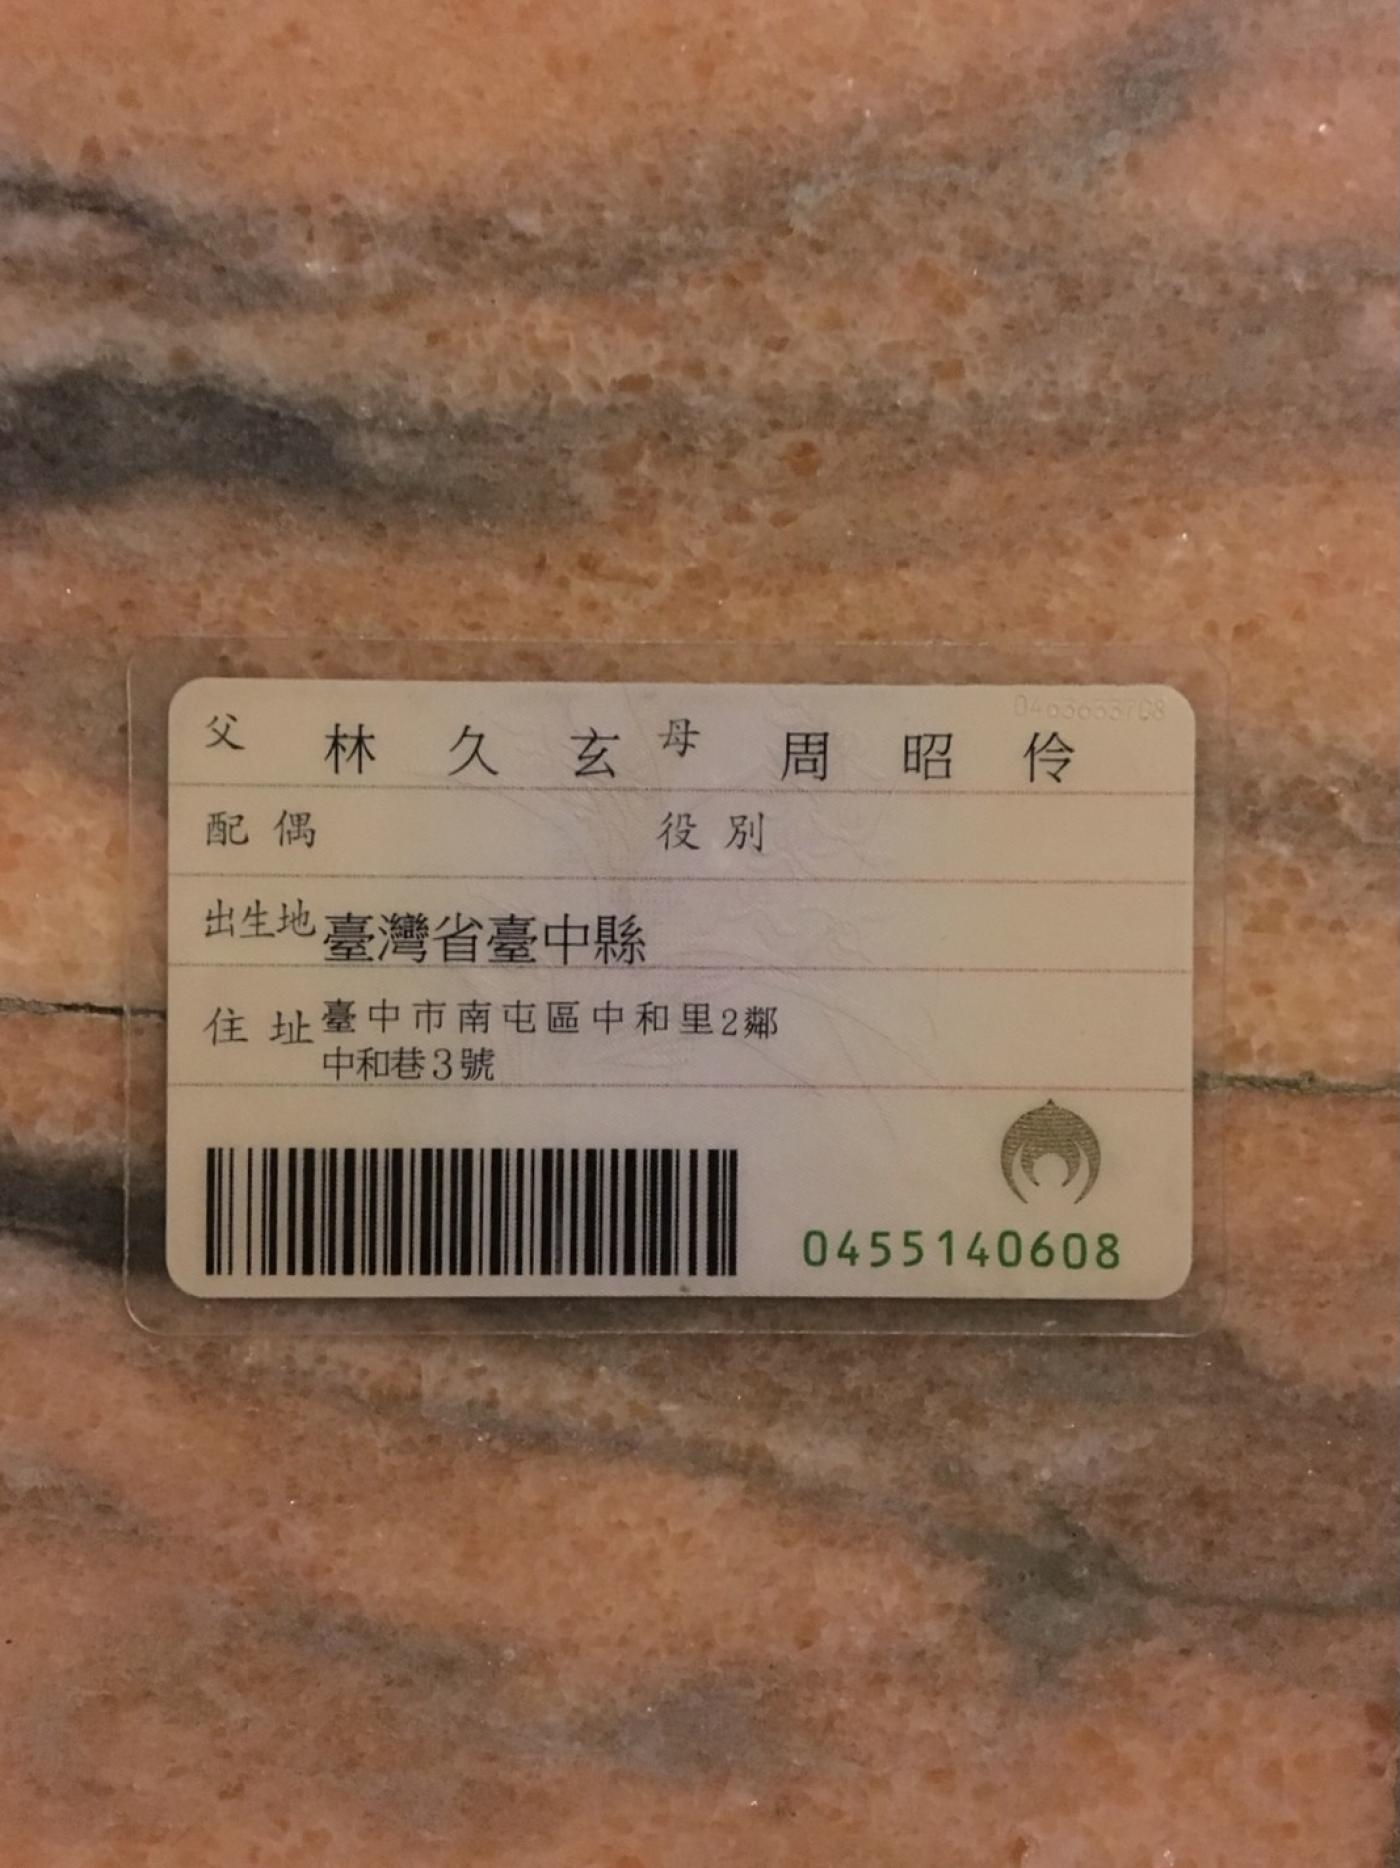 父 林久玄 母 周昭伶
配偶 役別
出生地 臺灣省臺中縣
住址 臺中市南屯區中和里2鄰
中和巷3號
0455140608